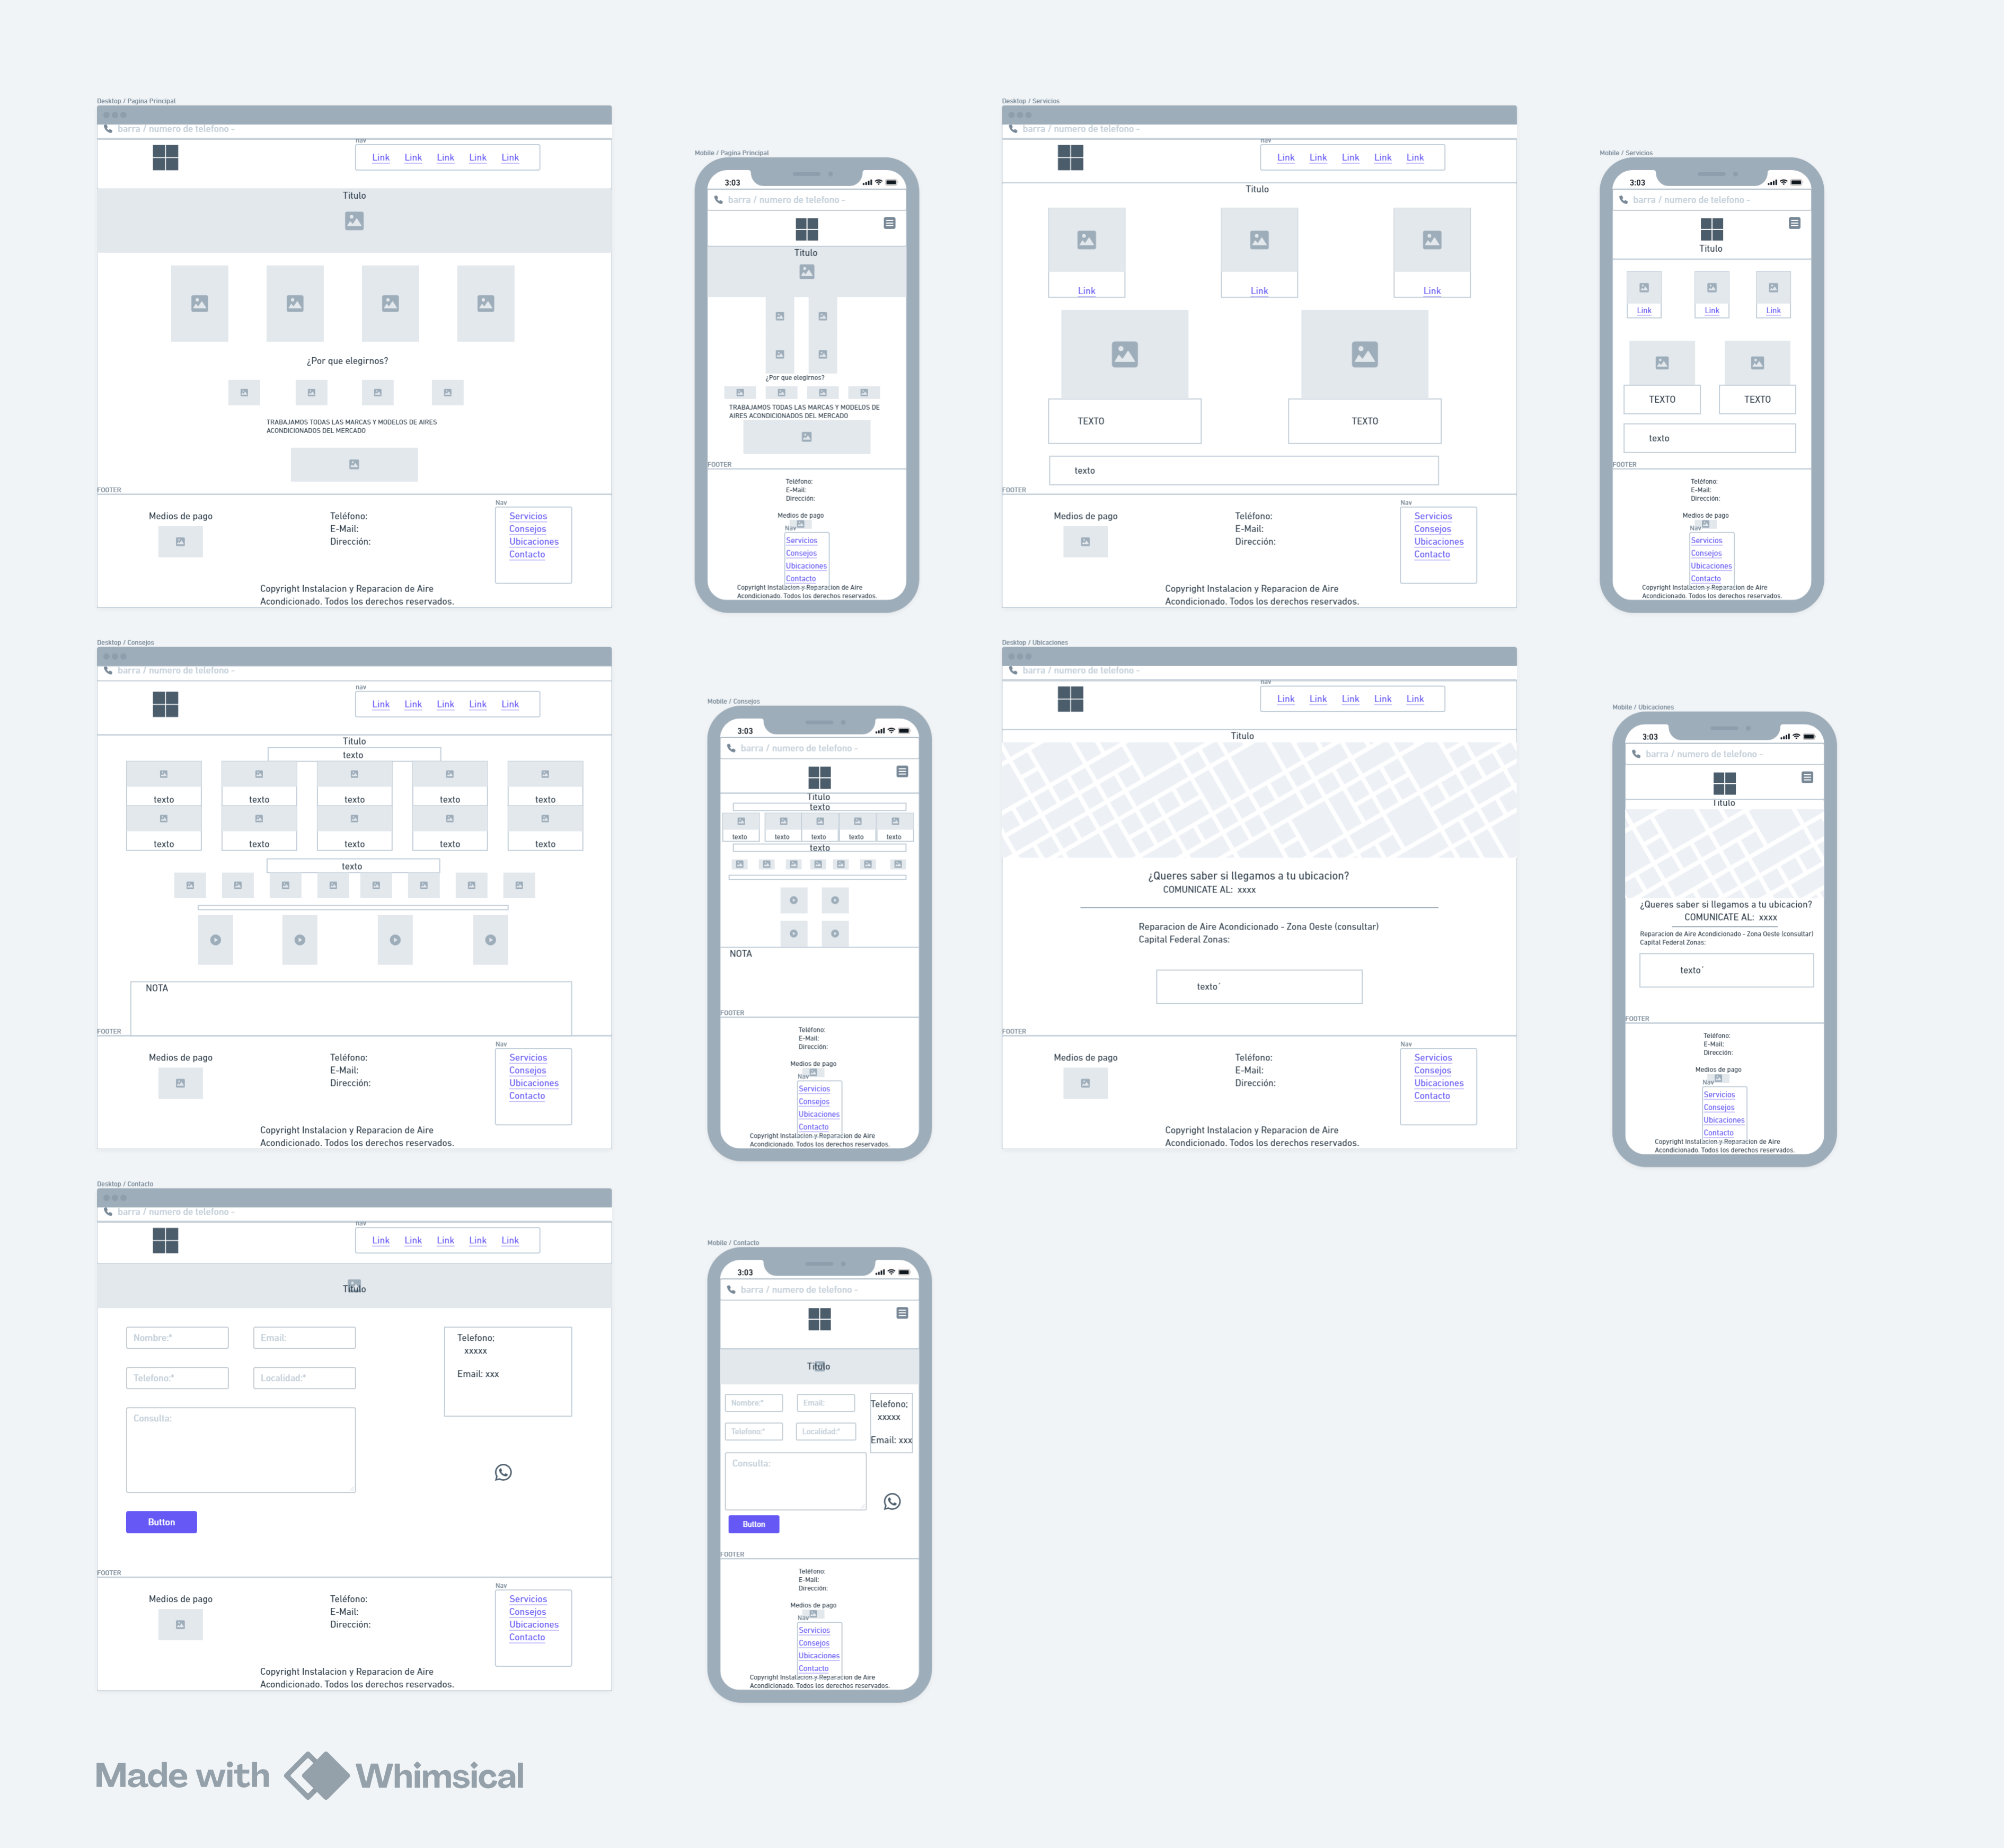 Desktop / Pagina Principal
barra / numero de telefono -
nav
Link Link Link Link Link
Titulo
¿Por que elegirnos?
TRABAJAMOS TODAS LAS MARCAS Y MODELOS DE AIRES
ACONDICIONADOS DEL MERCADO
FOOTER
Medios de pago
Teléfono:
E-Mail:
Dirección:
Nav
Servicios
Consejos
Ubicaciones
Contacto
Copyright Instalacion y Reparacion de Aire
Acondicionado. Todos los derechos reservados.
Mobile / Pagina Principal
3:03
barra / numero de telefono -
Titulo
¿Por que elegirnos?
TRABAJAMOS TODAS LAS MARCAS Y MODELOS DE
AIRES ACONDICIONADOS DEL MERCADO
FOOTER
Teléfono:
E-Mail:
Dirección:
Medios de pago
Nav
Servicios
Consejos
Ubicaciones
Contacto
Copyright Instalacion y Reparacion de Aire
Acondicionado. Todos los derechos reservados.
Desktop / Servicios
barra / numero de telefono -
nav
Link Link Link Link Link
Titulo
Link Link Link
TEXTO TEXTO
texto
FOOTER
Medios de pago
Teléfono:
E-Mail:
Dirección:
Nav
Servicios
Consejos
Ubicaciones
Contacto
Copyright Instalacion y Reparacion de Aire
Acondicionado. Todos los derechos reservados.
Mobile / Servicios
3:03
barra / numero de telefono -
Titulo
Link Link Link
TEXTO TEXTO
texto
FOOTER
Teléfono:
E-Mail:
Dirección:
Medios de pago
Nav
Servicios
Consejos
Ubicaciones
Contacto
Copyright Instalacion y Reparacion de Aire
Acondicionado. Todos los derechos reservados.
Desktop / Consejos
barra / numero de telefono -
nav
Link Link Link Link Link
Titulo
texto
texto texto texto texto texto
texto texto texto texto texto
texto
NOTA
FOOTER
Medios de pago
Teléfono:
E-Mail:
Dirección:
Nav
Servicios
Consejos
Ubicaciones
Contacto
Copyright Instalacion y Reparacion de Aire
Acondicionado. Todos los derechos reservados.
Mobile / Consejos
3:03
barra / numero de telefono -
Titulo
texto
texto texto texto texto texto
texto
NOTA
FOOTER
Teléfono:
E-Mail:
Dirección:
Medios de pago
Nav
Servicios
Consejos
Ubicaciones
Contacto
Copyright Instalacion y Reparacion de Aire
Acondicionado. Todos los derechos reservados.
Desktop / Ubicaciones
barra / numero de telefono -
nav
Link Link Link Link Link
Titulo
¿Queres saber si llegamos a tu ubicacion?
COMUNICATE AL: xxxx
Reparacion de Aire Acondicionado - Zona Oeste (consultar)
Capital Federal Zonas:
texto´
FOOTER
Medios de pago
Teléfono:
E-Mail:
Dirección:
Nav
Servicios
Consejos
Ubicaciones
Contacto
Copyright Instalacion y Reparacion de Aire
Acondicionado. Todos los derechos reservados.
Mobile / Ubicaciones
3:03
barra / numero de telefono -
Titulo
¿Queres saber si llegamos a tu ubicacion?
COMUNICATE AL: xxxx
Reparacion de Aire Acondicionado - Zona Oeste (consultar)
Capital Federal Zonas:
texto´
FOOTER
Teléfono:
E-Mail:
Dirección:
Medios de pago
Nav
Servicios
Consejos
Ubicaciones
Contacto
Copyright Instalacion y Reparacion de Aire
Acondicionado. Todos los derechos reservados.
Desktop / Contacto
barra / numero de telefono -
nav
Link Link Link Link Link
Titulo
Nombre:* Email:
Telefono:* Localidad:*
Consulta:
Button
Telefono;
xxxxx
Email: xxx
FOOTER
Medios de pago
Teléfono:
E-Mail:
Dirección:
Nav
Servicios
Consejos
Ubicaciones
Contacto
Copyright Instalacion y Reparacion de Aire
Acondicionado. Todos los derechos reservados.
Mobile / Contacto
3:03
barra / numero de telefono -
Titulo
Nombre:* Email:
Telefono:* Localidad:*
Consulta:
Button
Telefono;
xxxxx
Email: xxx
FOOTER
Teléfono:
E-Mail:
Dirección:
Medios de pago
Nav
Servicios
Consejos
Ubicaciones
Contacto
Copyright Instalacion y Reparacion de Aire
Acondicionado. Todos los derechos reservados.
Made with Whimsical